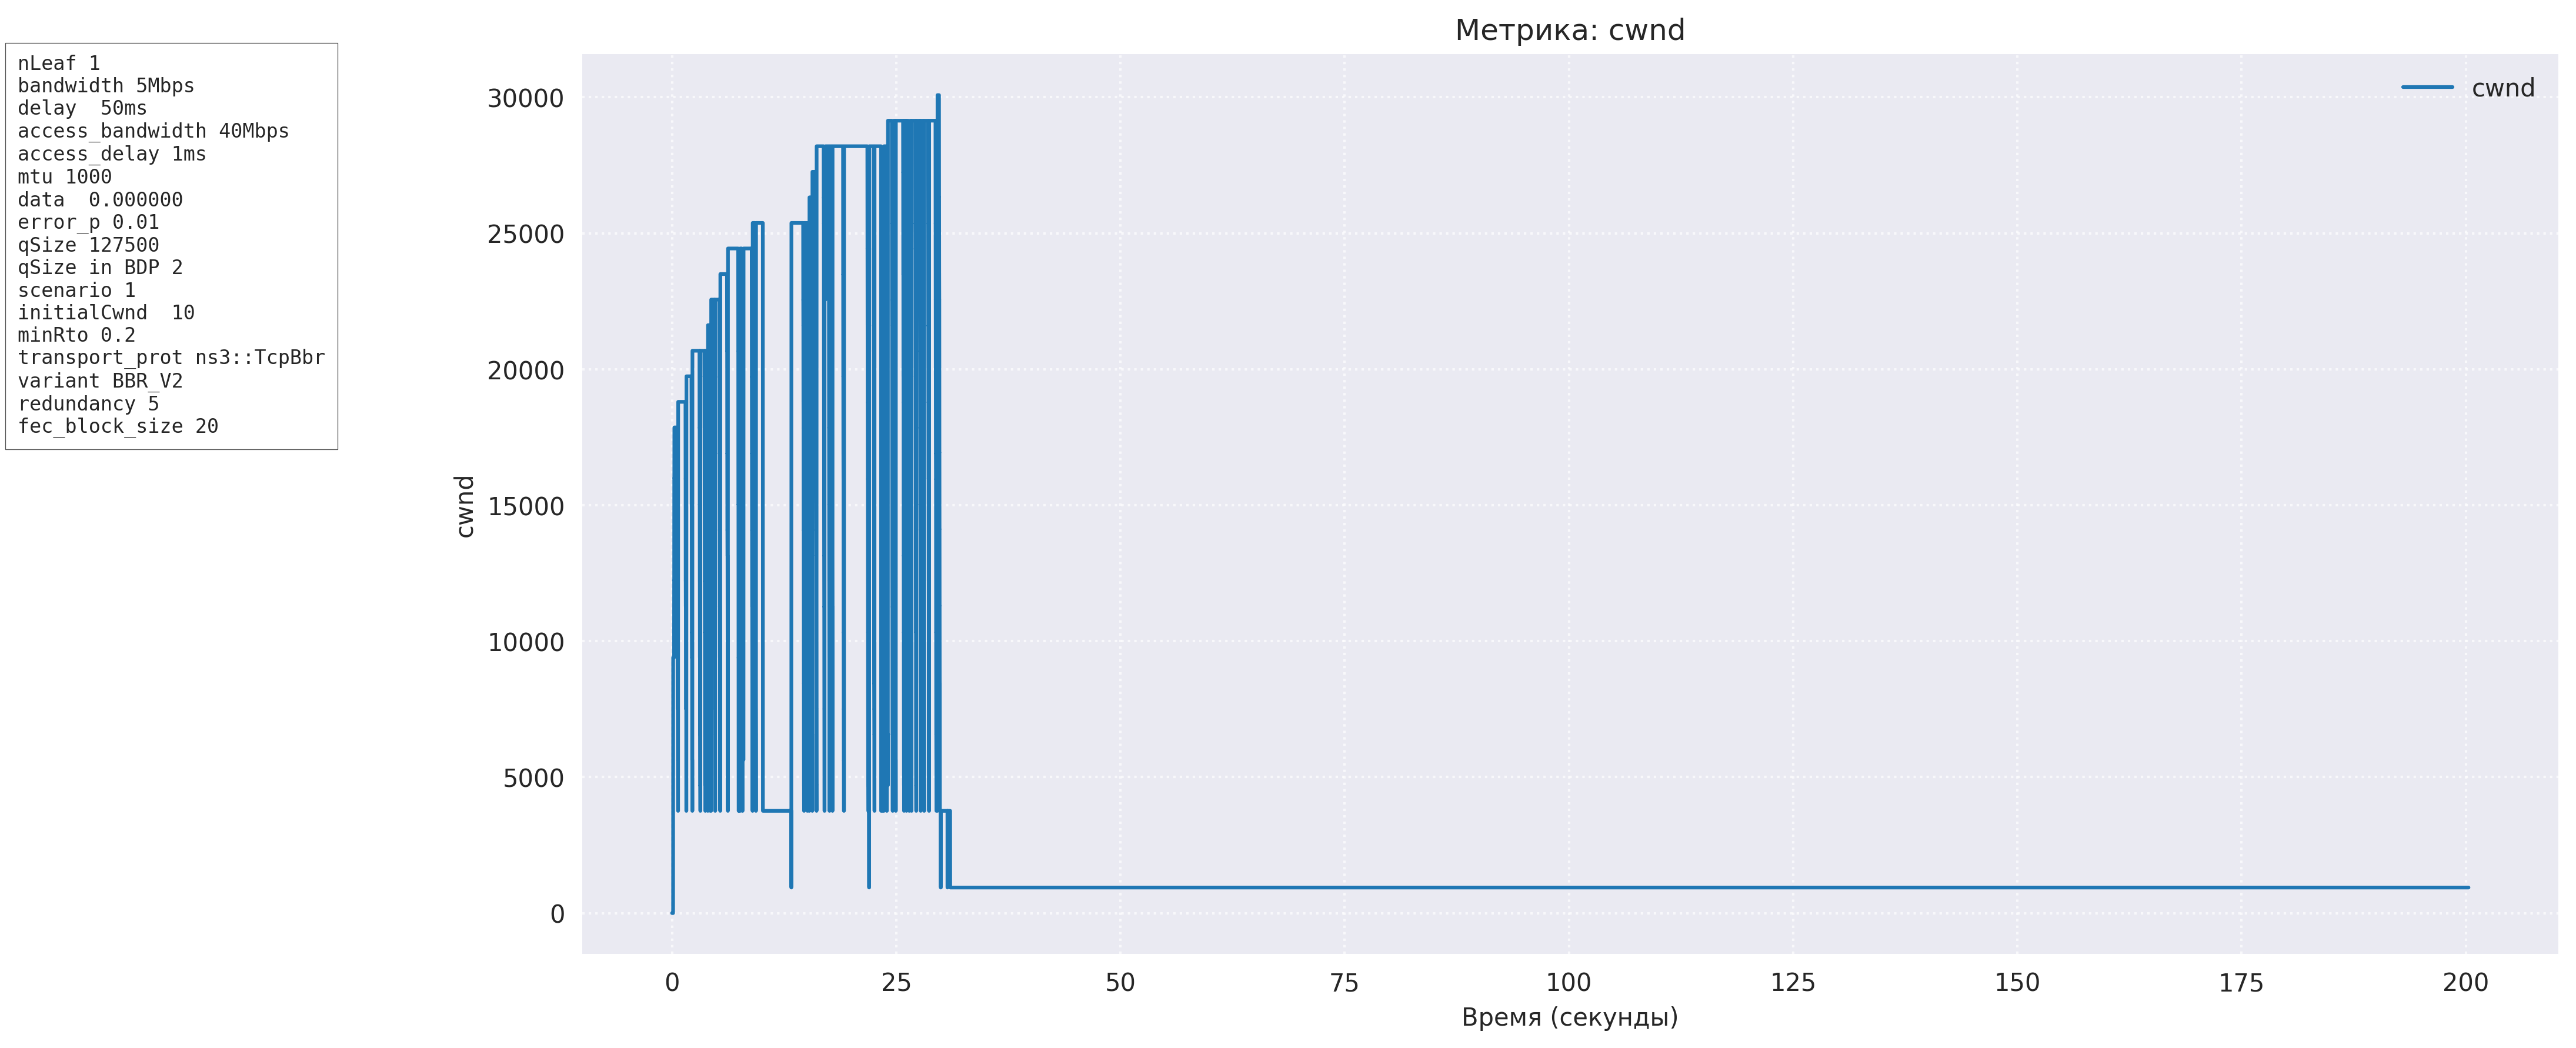 Метрика: cwnd
nLeaf 1
bandwidth 5Mbps
delay  50ms
access_bandwidth 40Mbps
access_delay 1ms
mtu 1000
data  0.000000
error_p 0.01
qSize 127500
qSize in BDP 2
scenario 1
initialCwnd  10
minRto 0.2
transport_prot ns3::TcpBbr
variant BBR_V2
redundancy 5
fec_block_size 20
cwnd
30000
25000
20000
15000
10000
5000
0
cwnd
0 25 50 75 100 125 150 175 200
Время (секунды)